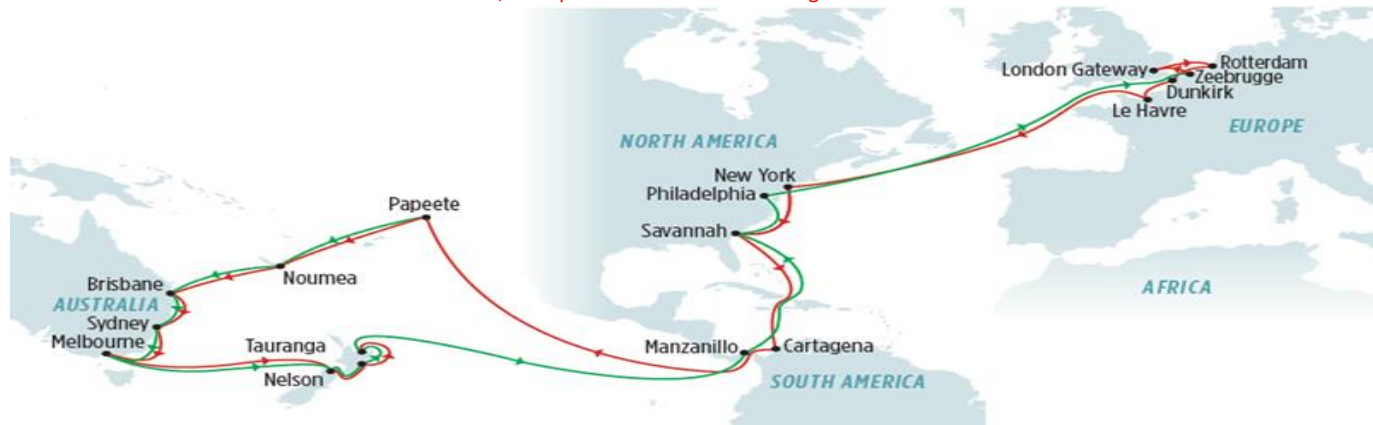 London Gateway
Rotterdam
Zeebrugge
Dunkirk
Le Havre
EUROPE
NORTH AMERICA
New York
Philadelphia
Papeete
Savannah
Brisbane
Noumea
AUSTRALIA
AFRICA
Sydney
Melbourne
Tauranga
Manzanillo
Cartagena
Nelson
SOUTH AMERICA